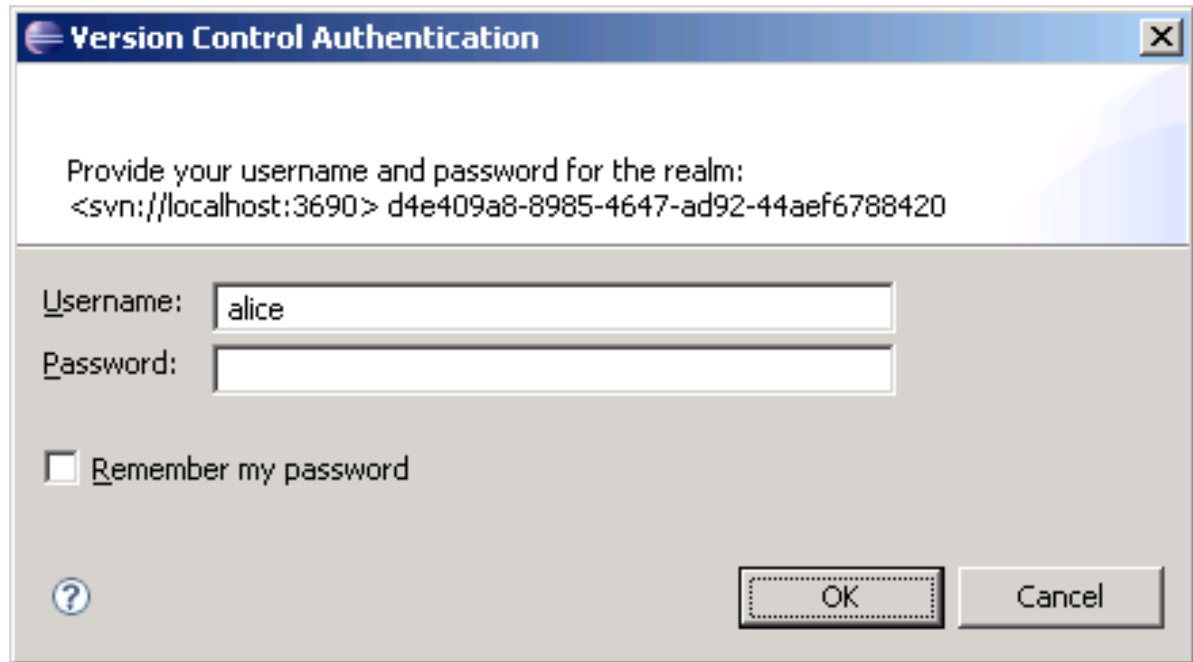 Version Control Authentication
Provide your username and password for the realm:
<svn://localhost:3690> d4e409a8-8985-4647-ad92-44aef6788420
Username: alice
Password:
Remember my password
? OK Cancel